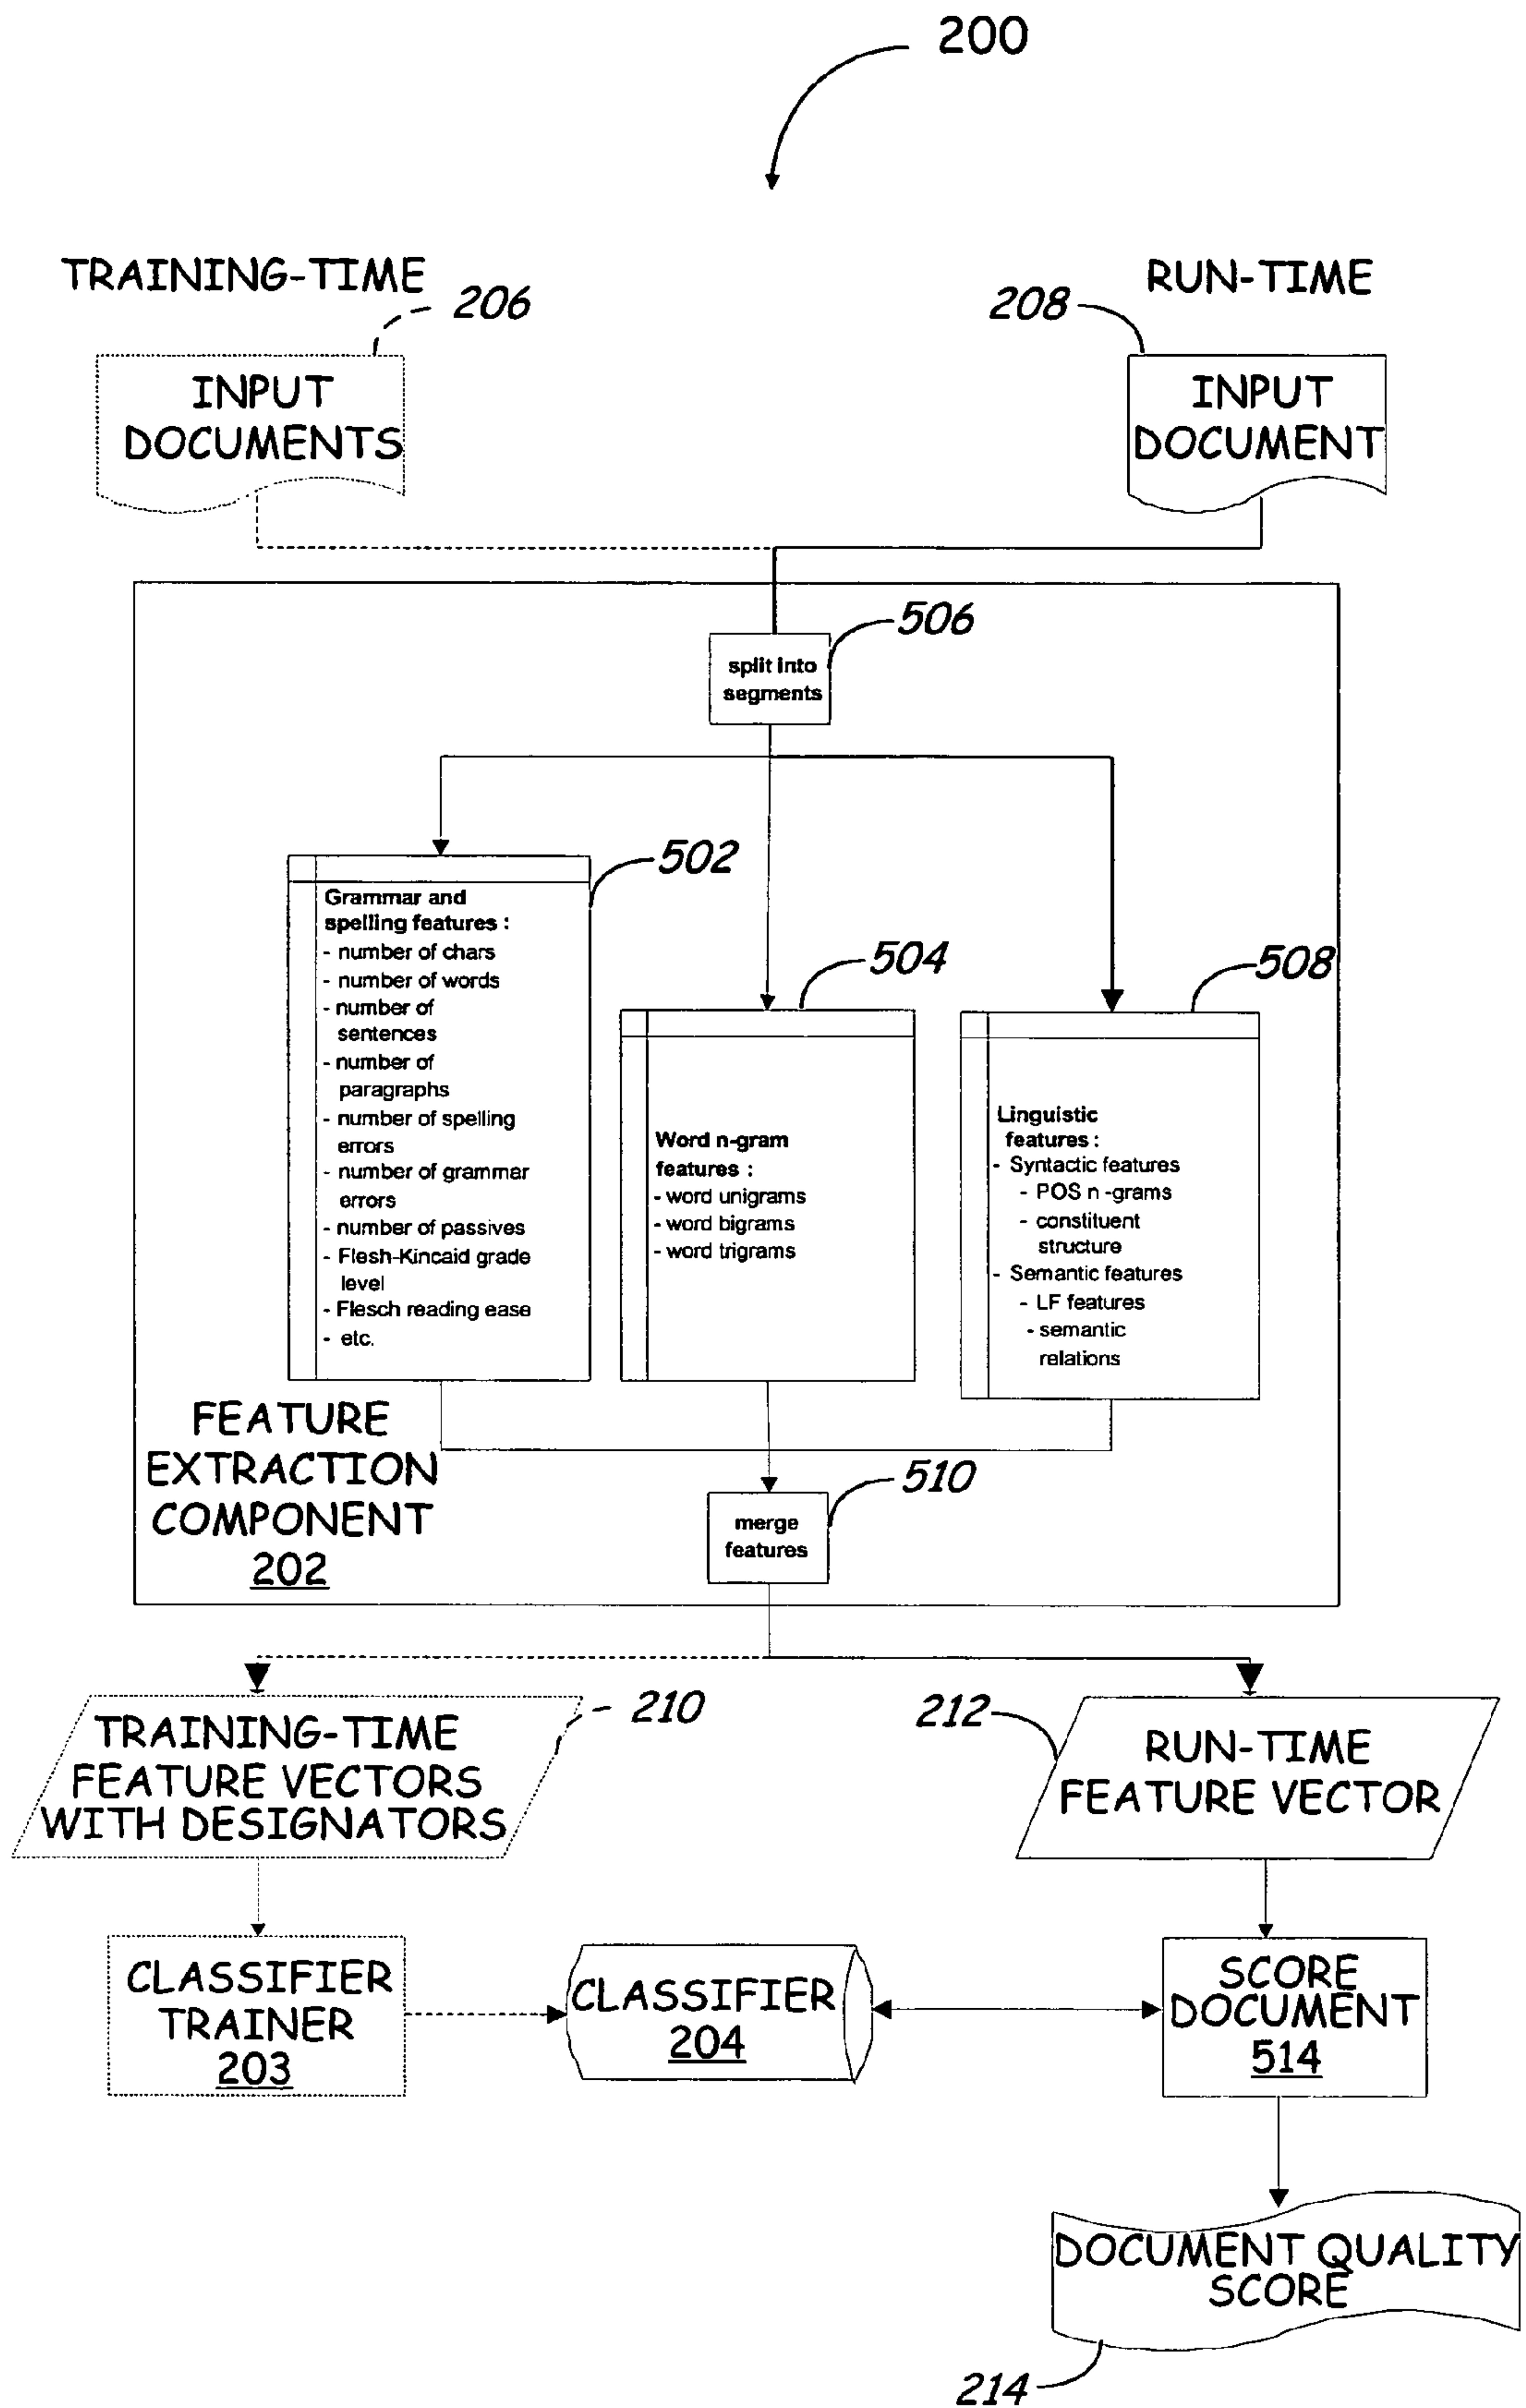 200
TRAINING-TIME
206
INPUT
DOCUMENTS
RUN-TIME
208
INPUT
DOCUMENT
506
split into
segments
502
Grammar and
spelling features :
- number of chars
- number of words
- number of
sentences
- number of
paragraphs
- number of spelling
errors
- number of grammar
errors
- number of passives
- Flesh-Kincaid grade
level
- Flesch reading ease
- etc.
504
Word n-gram
features :
- word unigrams
- word bigrams
- word trigrams
508
Linguistic
features :
- Syntactic features
- POS n -grams
- constituent
structure
- Semantic features
- LF features
- semantic
relations
FEATURE
EXTRACTION
COMPONENT
202
510
merge
features
210
TRAINING-TIME
FEATURE VECTORS
WITH DESIGNATORS
212
RUN-TIME
FEATURE VECTOR
CLASSIFIER
TRAINER
203
CLASSIFIER
204
SCORE
DOCUMENT
514
DOCUMENT QUALITY
SCORE
214